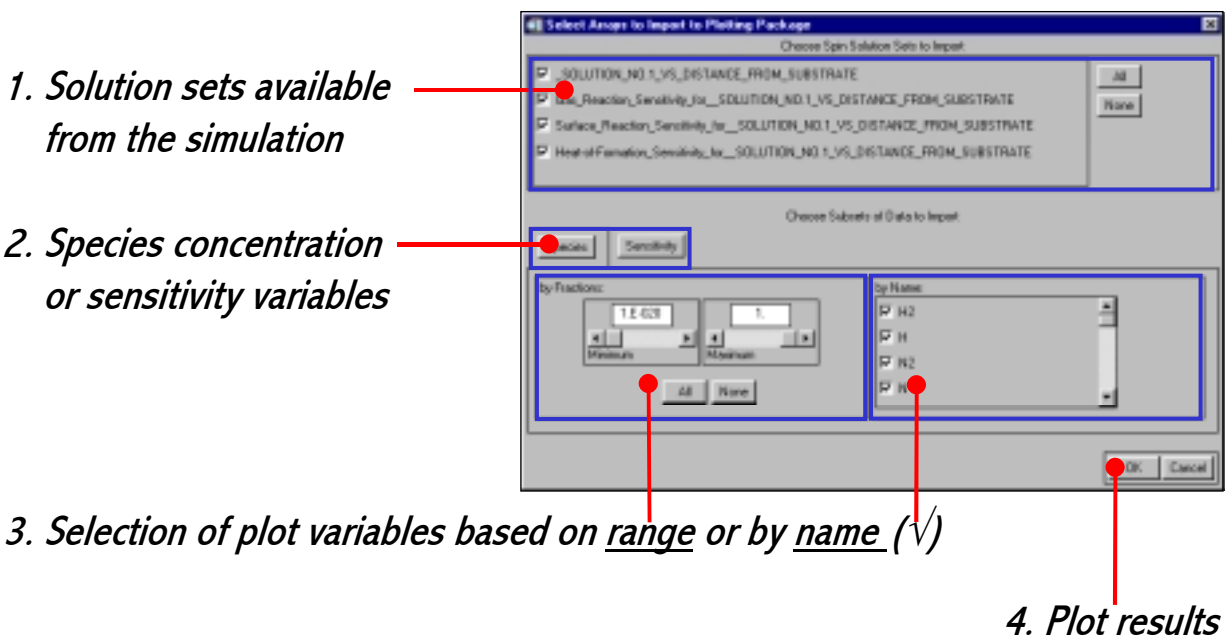 Select Arrays to Import to Plotting Package
Choose Spin Solution Sets to Import:
_SOLUTION_NO.1_VS_DISTANCE_FROM_SUBSTRATE
_Reaction_Sensitivity_for__SOLUTION_NO.1_VS_DISTANCE_FROM_SUBSTRATE
Surface_Reaction_Sensitivity_for__SOLUTION_NO.1_VS_DISTANCE_FROM_SUBSTRATE
Heat-of-Formation_Sensitivity_for__SOLUTION_NO.1_VS_DISTANCE_FROM_SUBSTRATE
All
None
1. Solution sets available
from the simulation
Choose Subsets of Data to Import:
2. Species concentration
or sensitivity variables
Sensitivity
by Fractions:
1.E-020
1.
Minimum
Maximum
All
None
by Name:
H2
H
N2
N
OK
Cancel
3. Selection of plot variables based on range or by name (√)
4. Plot results